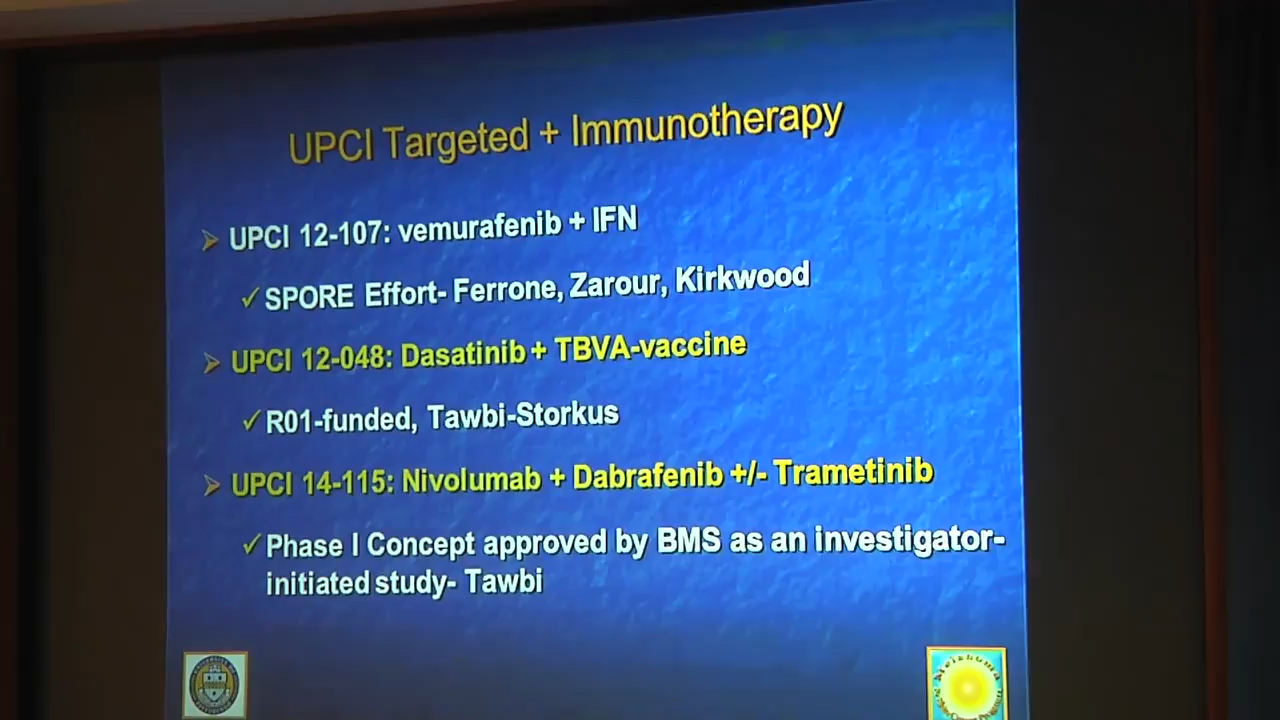 UPCI Targeted + Immunotherapy
UPCI 12-107: vemurafenib + IFN
SPORE Effort- Ferrone, Zarour, Kirkwood
UPCI 12-048: Dasatinib + TBVA-vaccine
R01-funded, Tawbi-Storkus
UPCI 14-115: Nivolumab + Dabrafenib +/- Trametinib
Phase I Concept approved by BMS as an investigator-
initiated study- Tawbi
Melanoma